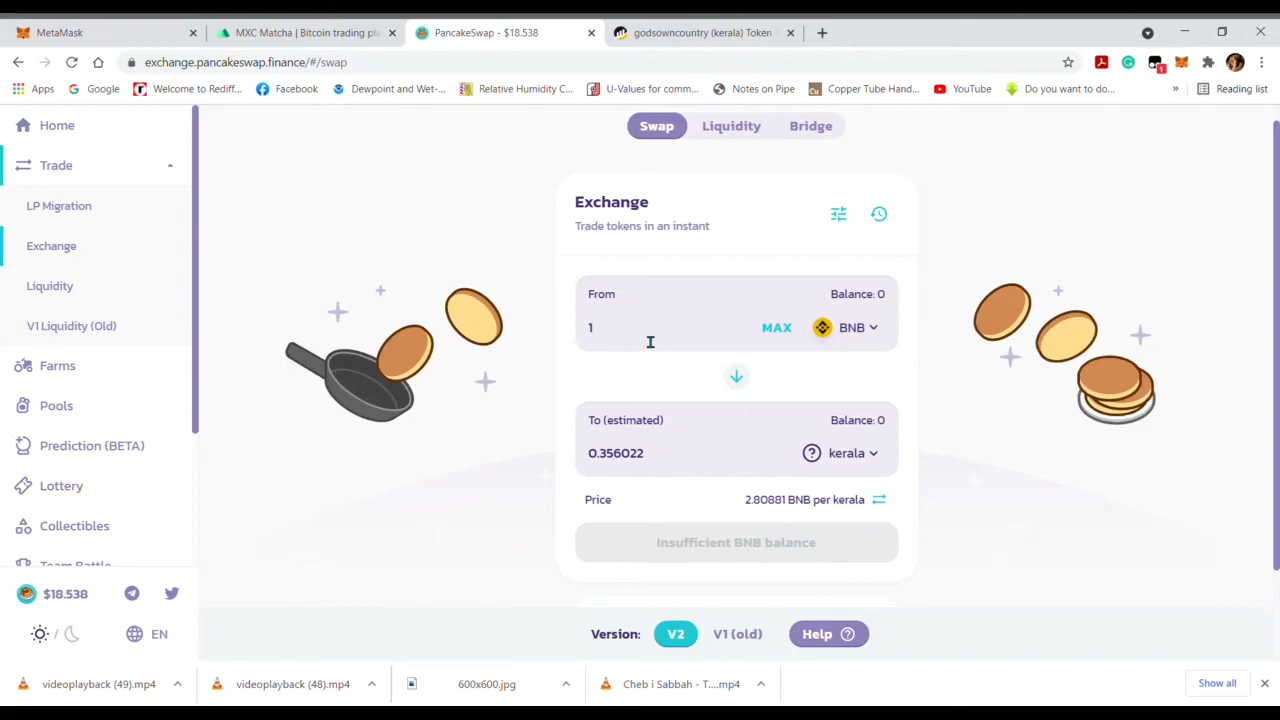 MetaMask
MXC Matcha | Bitcoin trading pla
PancakeSwap - $18.538
godsowncountry (kerala) Token T
exchange.pancakeswap.finance/#/swap
1
Apps
Google
Welcome to Rediff...
Facebook
Dewpoint and Wet-...
Relative Humidity C...
U-Values for comm...
Notes on Pipe
Cu
Copper Tube Hand...
YouTube
Do you want to do...
»
Reading list
Home
Trade
LP Migration
Exchange
Liquidity
V1 Liquidity (Old)
Farms
Pools
Prediction (BETA)
Lottery
Collectibles
Team Battle
$18.538
EN
Swap
Liquidity
Bridge
Exchange
Trade tokens in an instant
From
Balance: 0
1
MAX
BNB
To (estimated)
Balance: 0
0.356022
kerala
Price
2.80881 BNB per kerala
Insufficient BNB balance
Version:
V2
V1 (old)
Help
videoplayback (49).mp4
videoplayback (48).mp4
600x600.jpg
Cheb i Sabbah - T....mp4
Show all